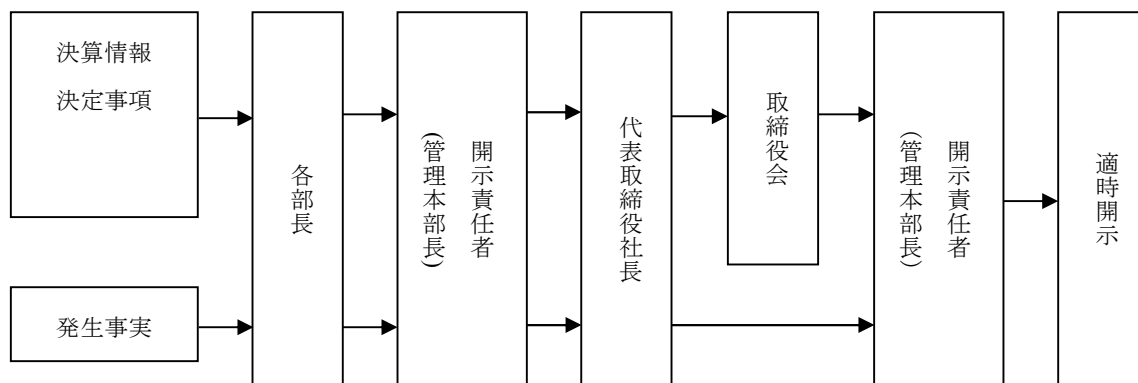 決算情報
決定事項
発生事実
各部長
開示責任者
(管理本部長)
代表取締役社長
取締役会
開示責任者
(管理本部長)
適時開示